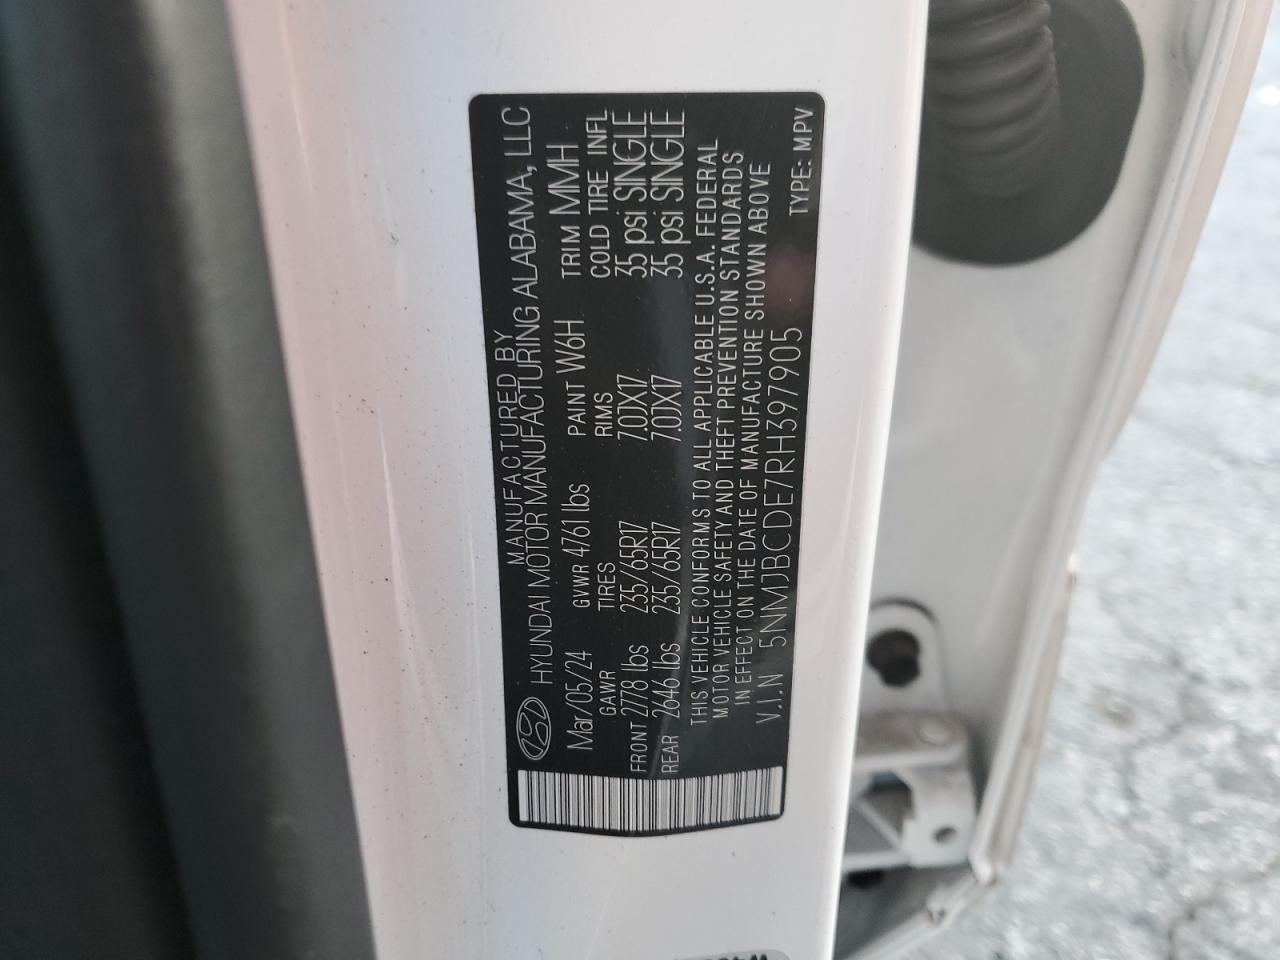 MANUFACTURED BY
HYUNDAI MOTOR MANUFACTURING ALABAMA, LLC
Mar/05/24 GVWR 4761 lbs PAINT W6H TRIM MMH
GAWR TIRES RIMS COLD TIRE INFL
FRONT 2778 lbs 235/65R17 7.0JX17 35 psi SINGLE
REAR 2646 lbs 235/65R17 7.0JX17 35 psi SINGLE
THIS VEHICLE CONFORMS TO ALL APPLICABLE U.S.A. FEDERAL
MOTOR VEHICLE SAFETY AND THEFT PREVENTION STANDARDS
IN EFFECT ON THE DATE OF MANUFACTURE SHOWN ABOVE
V.I.N 5NMJBCDE7RH397905 TYPE: MPV